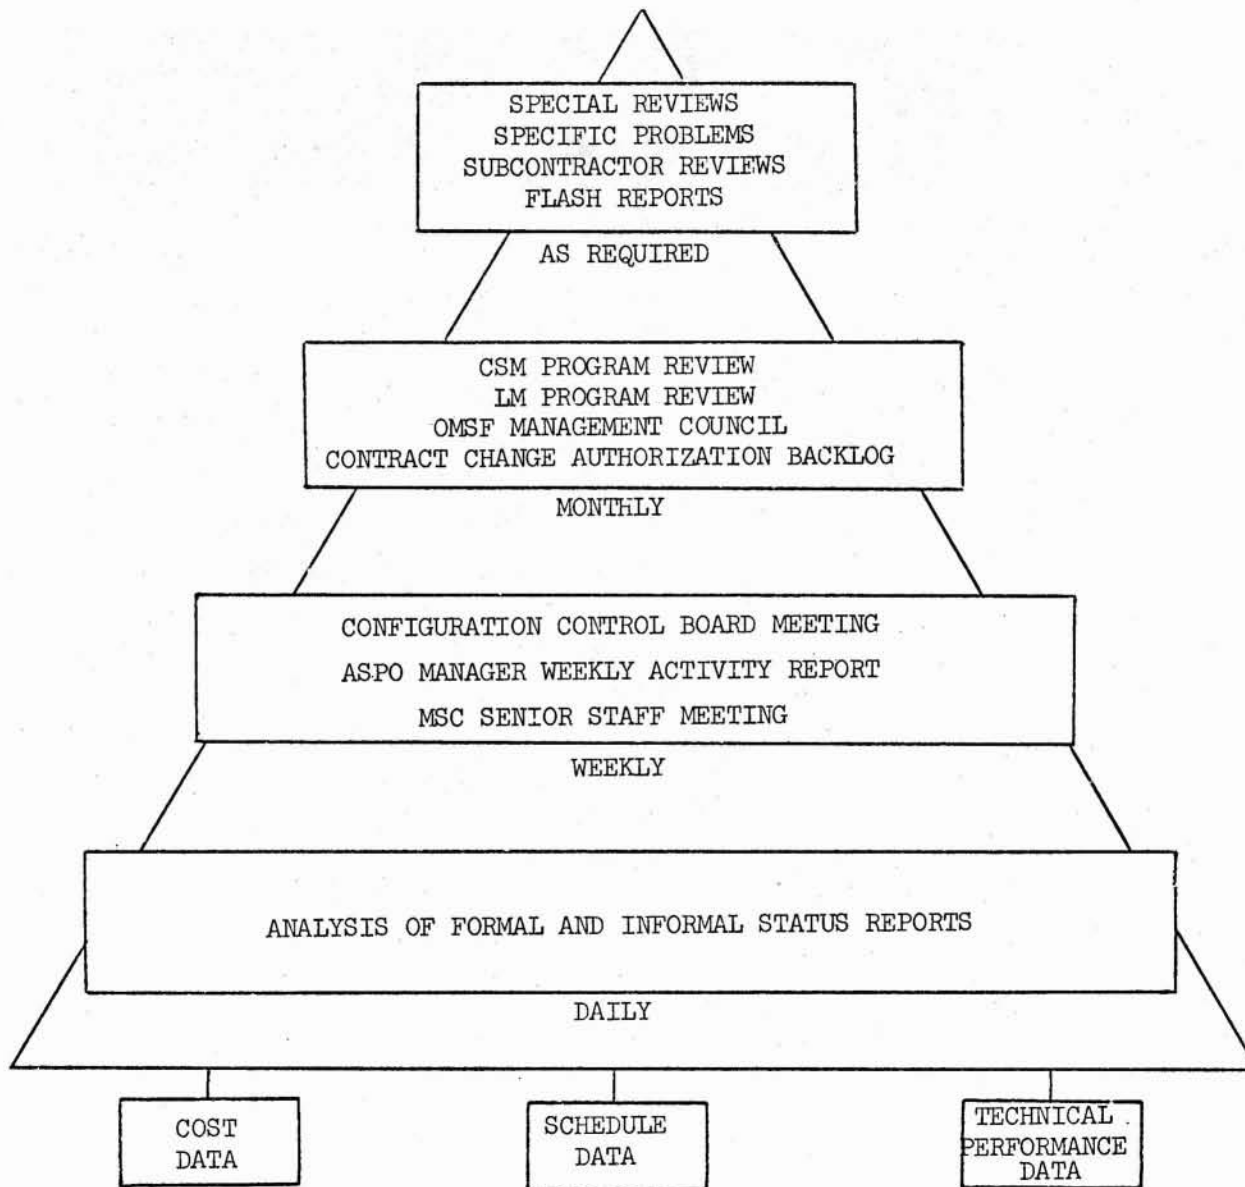 SPECIAL REVIEWS
SPECIFIC PROBLEMS
SUBCONTRACTOR REVIEWS
FLASH REPORTS
AS REQUIRED
CSM PROGRAM REVIEW
LM PROGRAM REVIEW
OMSF MANAGEMENT COUNCIL
CONTRACT CHANGE AUTHORIZATION BACKLOG
MONTHLY
CONFIGURATION CONTROL BOARD MEETING
ASPO MANAGER WEEKLY ACTIVITY REPORT
MSC SENIOR STAFF MEETING
WEEKLY
ANALYSIS OF FORMAL AND INFORMAL STATUS REPORTS
DAILY
COST
DATA
SCHEDULE
DATA
TECHNICAL
PERFORMANCE
DATA